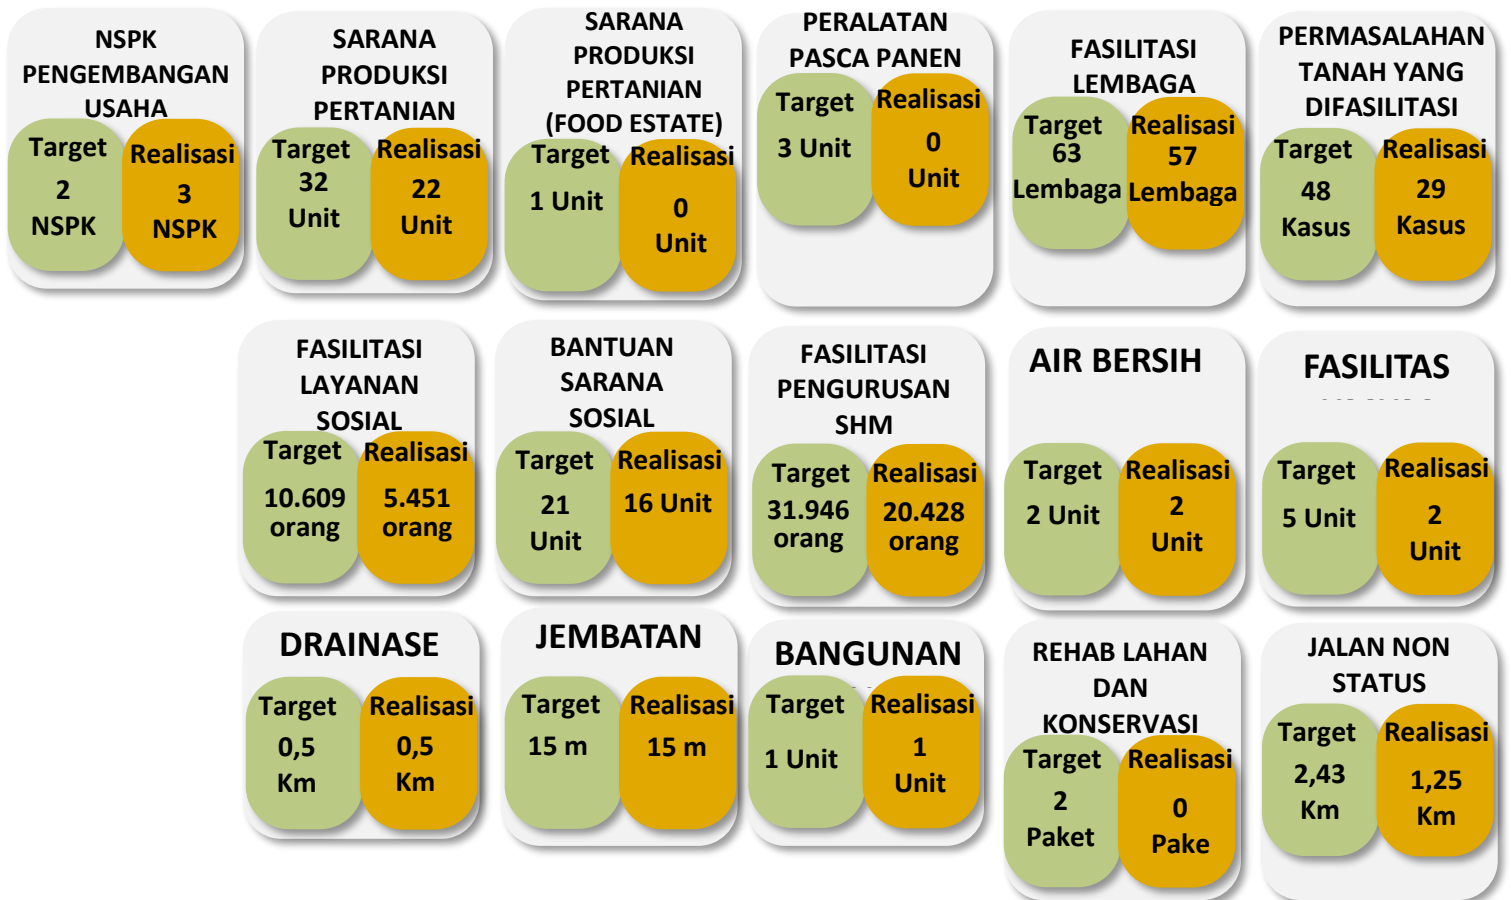 NSPK
PENGEMBANGAN
USAHA
Target
2
NSPK
Realisasi
3
NSPK
SARANA
PRODUKSI
PERTANIAN
Target
32
Unit
Realisasi
22
Unit
SARANA
PRODUKSI
PERTANIAN
(FOOD ESTATE)
Target
1 Unit
Realisasi
0
Unit
PERALATAN
PASCA PANEN
Target
3 Unit
Realisasi
0
Unit
FASILITASI
LEMBAGA
Target
63
Lembaga
Realisasi
57
Lembaga
PERMASALAHAN
TANAH YANG
DIFASILITASI
Target
48
Kasus
Realisasi
29
Kasus
FASILITASI
LAYANAN
SOSIAL
Target
10.609
orang
Realisasi
5.451
orang
BANTUAN
SARANA
SOSIAL
Target
21
Unit
Realisasi
16 Unit
FASILITASI
PENGURUSAN
SHM
Target
31.946
orang
Realisasi
20.428
orang
AIR BERSIH
Target
2 Unit
Realisasi
2
Unit
FASILITAS
Target
5 Unit
Realisasi
2
Unit
DRAINASE
Target
0,5
Km
Realisasi
0,5
Km
JEMBATAN
Target
15 m
Realisasi
15 m
BANGUNAN
Target
1 Unit
Realisasi
1
Unit
REHAB LAHAN
DAN
KONSERVASI
Target
2
Paket
Realisasi
0
Pake
JALAN NON
STATUS
Target
2,43
Km
Realisasi
1,25
Km